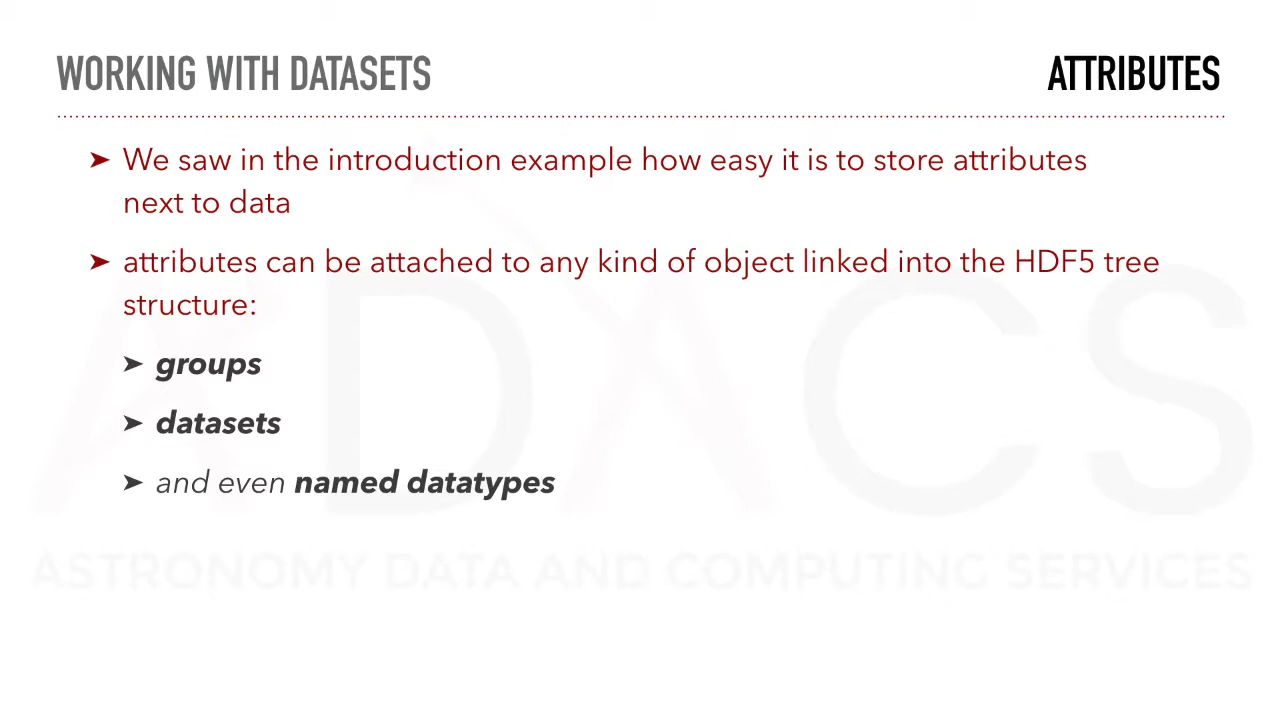 WORKING WITH DATASETS
ATTRIBUTES
➤ We saw in the introduction example how easy it is to store attributes
next to data
➤ attributes can be attached to any kind of object linked into the HDF5 tree
structure:
➤ groups
➤ datasets
➤ and even named datatypes
ADACS
ASTRONOMY DATA AND COMPUTING SERVICES